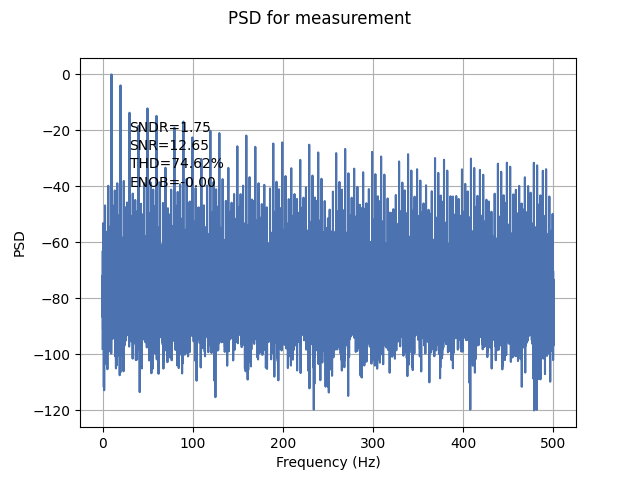 PSD for measurement
0
−20
−40
−60
−80
−100
−120
PSD
SNDR=1.75
SNR=12.65
THD=74.62%
ENOB=-0.00
0
100
200
300
400
500
Frequency (Hz)